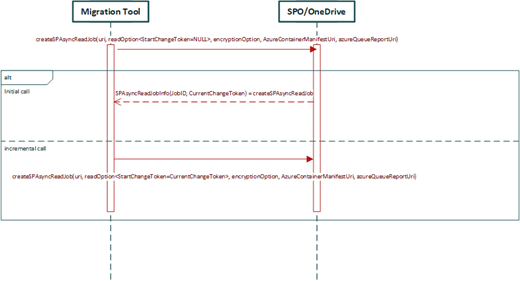 Migration Tool
SPO/OneDrive
createSPAsyncReadJob(uri, readOption<StartChangeToken=NULL>, encryptionOption, AzureContainerManifestUri, azureQueueReportUri)
alt
Initial call
SPAsyncReadJobInfo(JobID, CurrentChangeToken) = createSPAsyncReadJob
incremental call
createSPAsyncReadJob(uri, readOption<StartChangeToken=CurrentChangeToken>, encryptionOption, AzureContainerManifestUri, azureQueueReportUri)